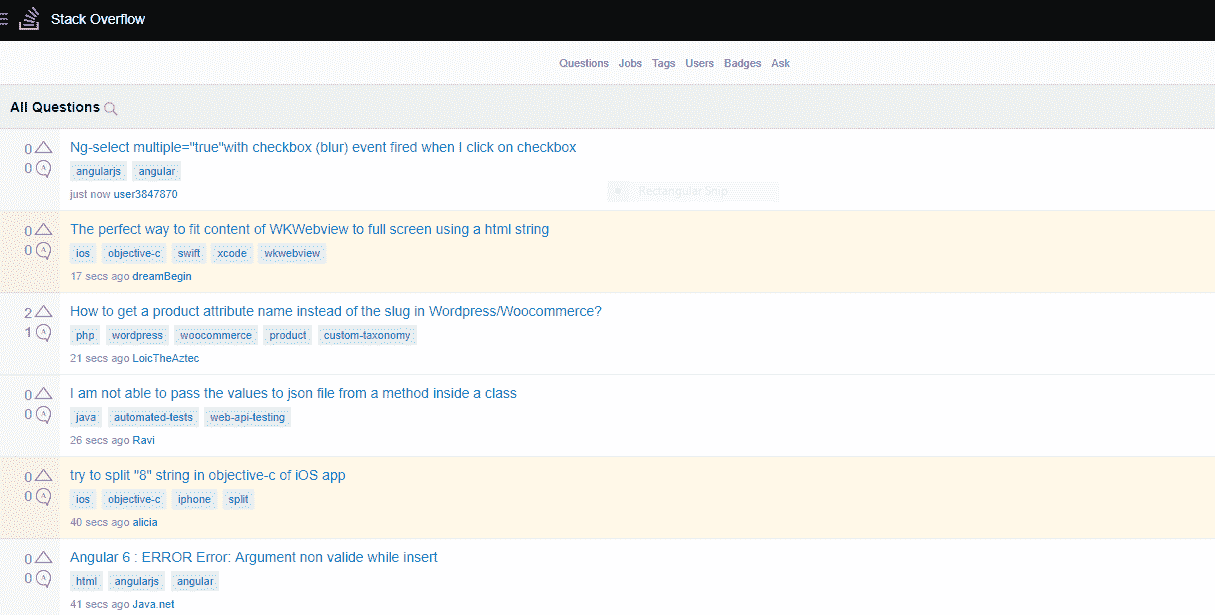 Stack Overflow
Questions Jobs Tags Users Badges Ask
All Questions
0
Ng-select multiple="true"with checkbox (blur) event fired when I click on checkbox
0 A
angularjs angular
just now user3847870
Rectangular Snip
0
The perfect way to fit content of WKWebview to full screen using a html string
0 A
ios objective-c swift xcode wkwebview
17 secs ago dreamBegin
2
How to get a product attribute name instead of the slug in Wordpress/Woocommerce?
1 A
php wordpress woocommerce product custom-taxonomy
21 secs ago LoicTheAztec
0
I am not able to pass the values to json file from a method inside a class
0 A
java automated-tests web-api-testing
26 secs ago Ravi
0
try to split "8" string in objective-c of iOS app
0 A
ios objective-c iphone split
40 secs ago alicia
0
Angular 6 : ERROR Error: Argument non valide while insert
0 A
html angularjs angular
41 secs ago Java.net